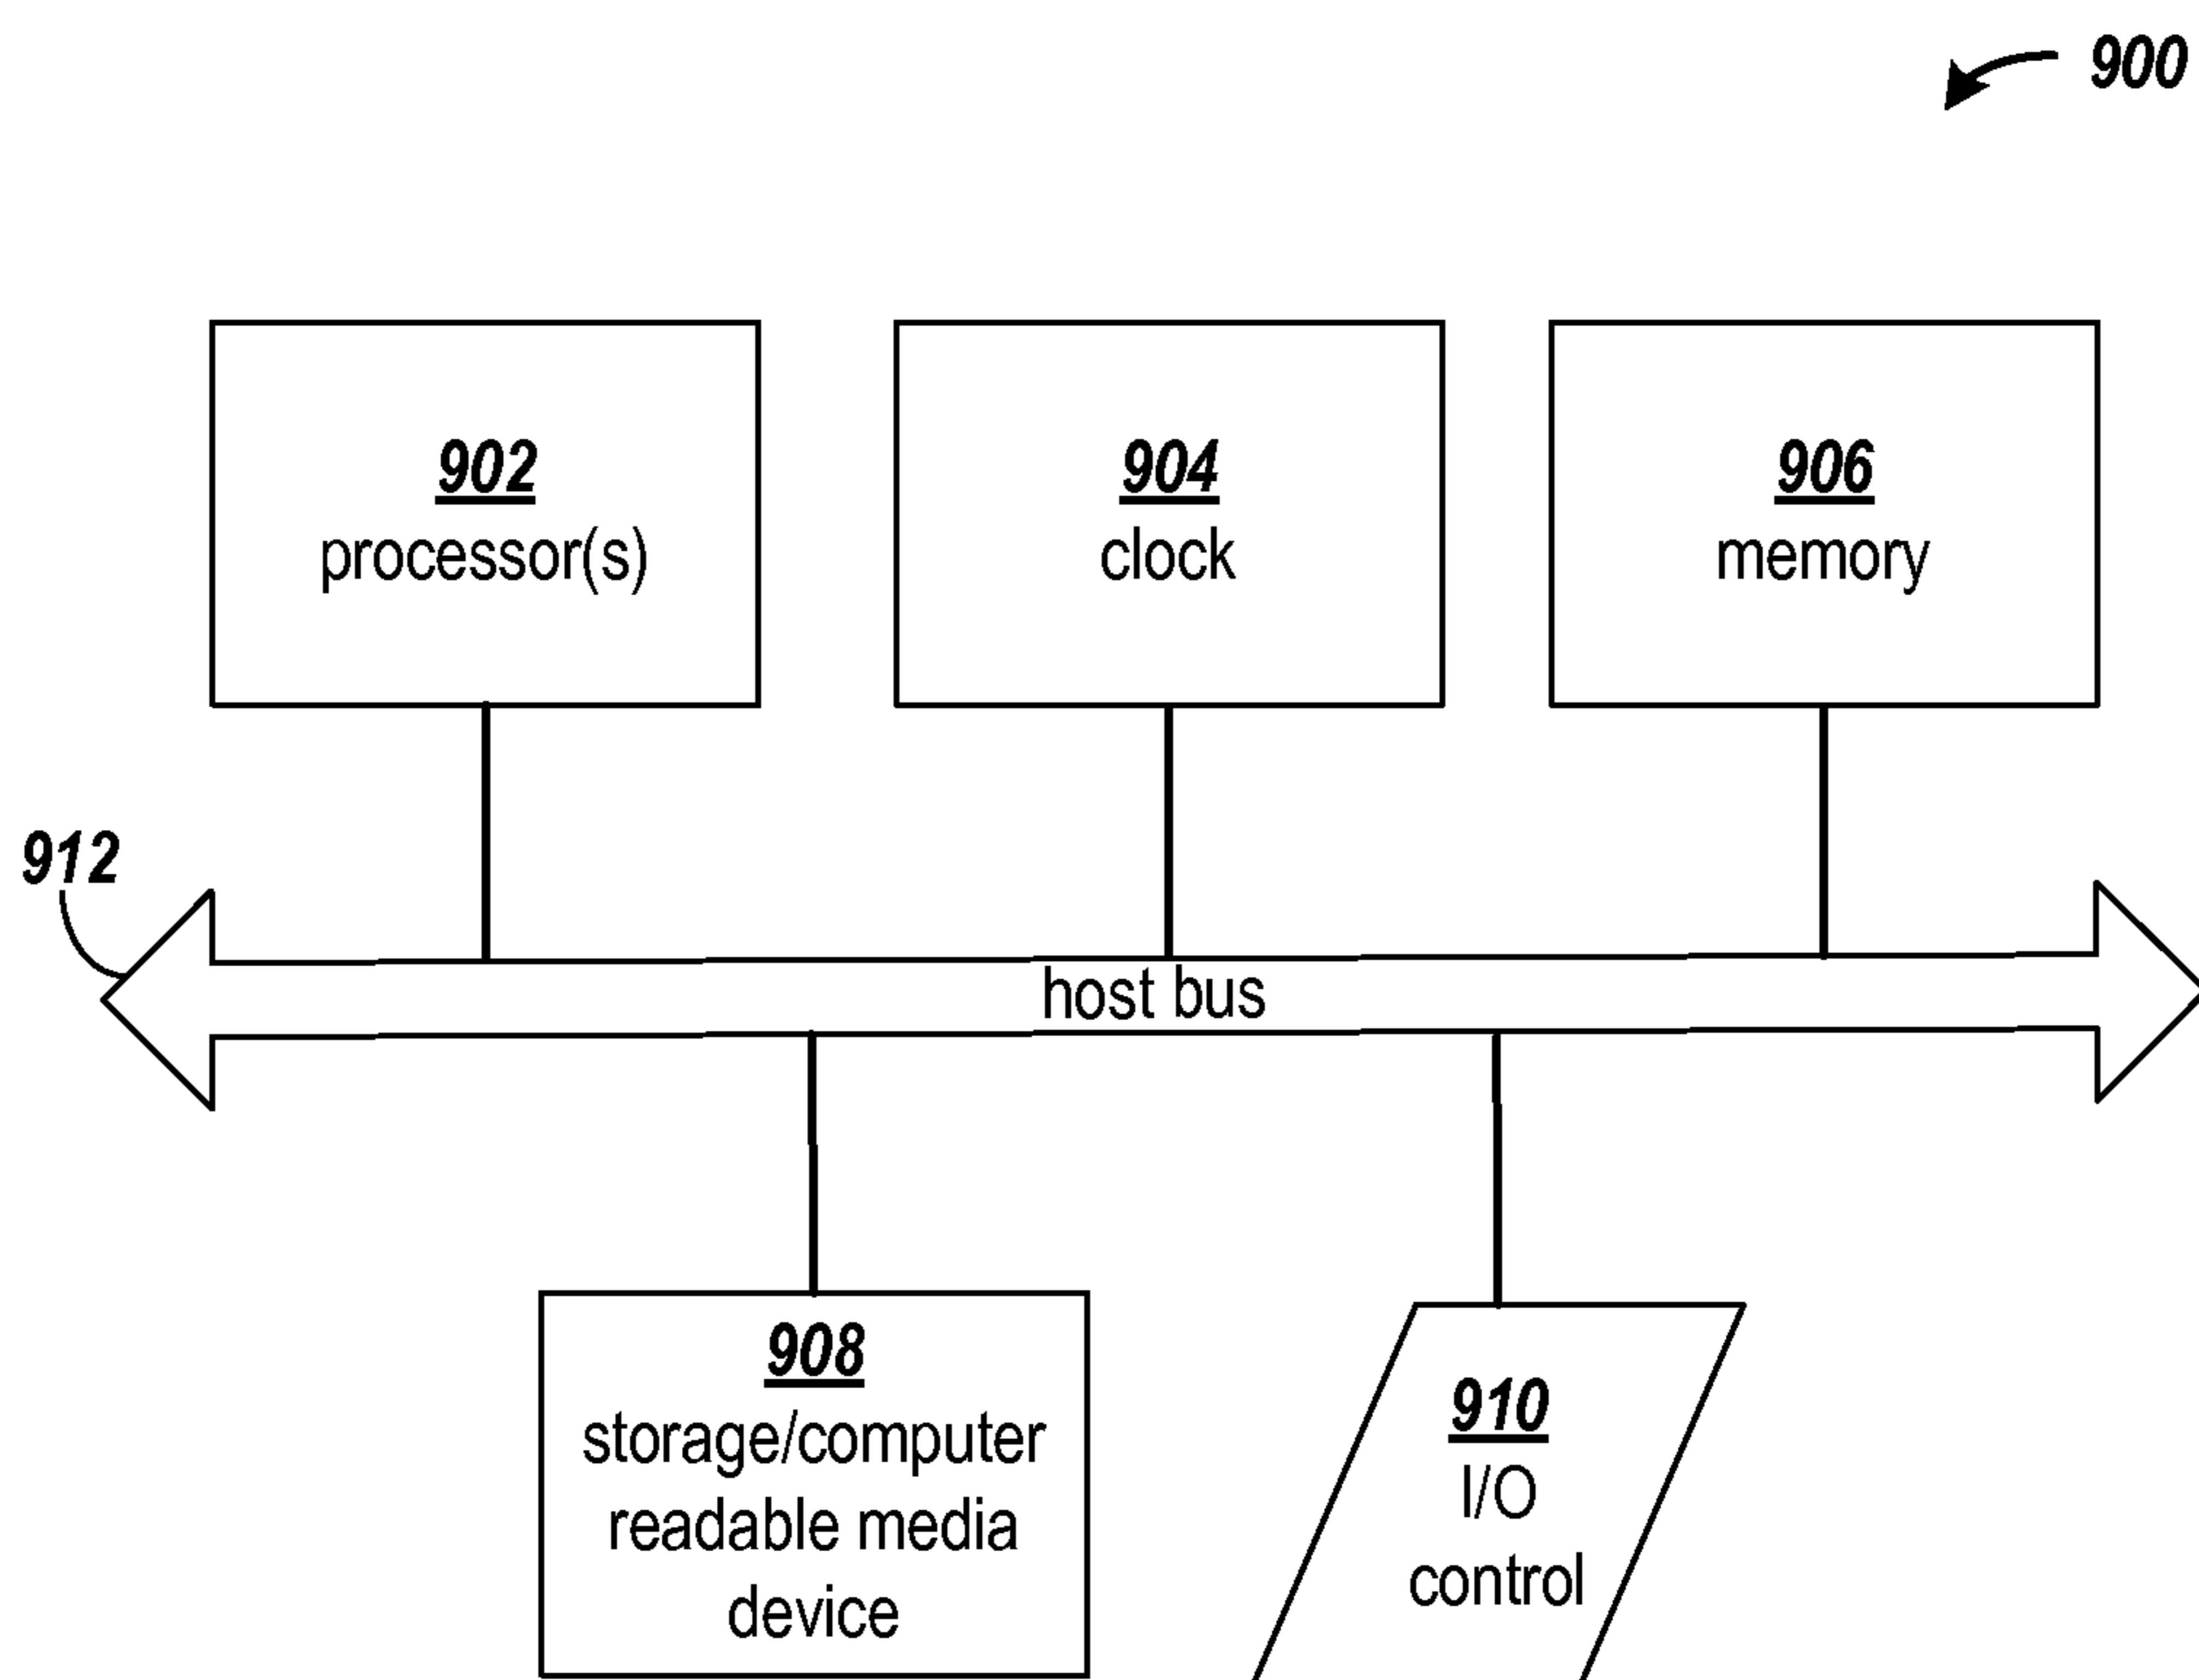 900
902
processor(s)
904
clock
906
memory
912
host bus
908
storage/computer
readable media
device
910
I/O
control